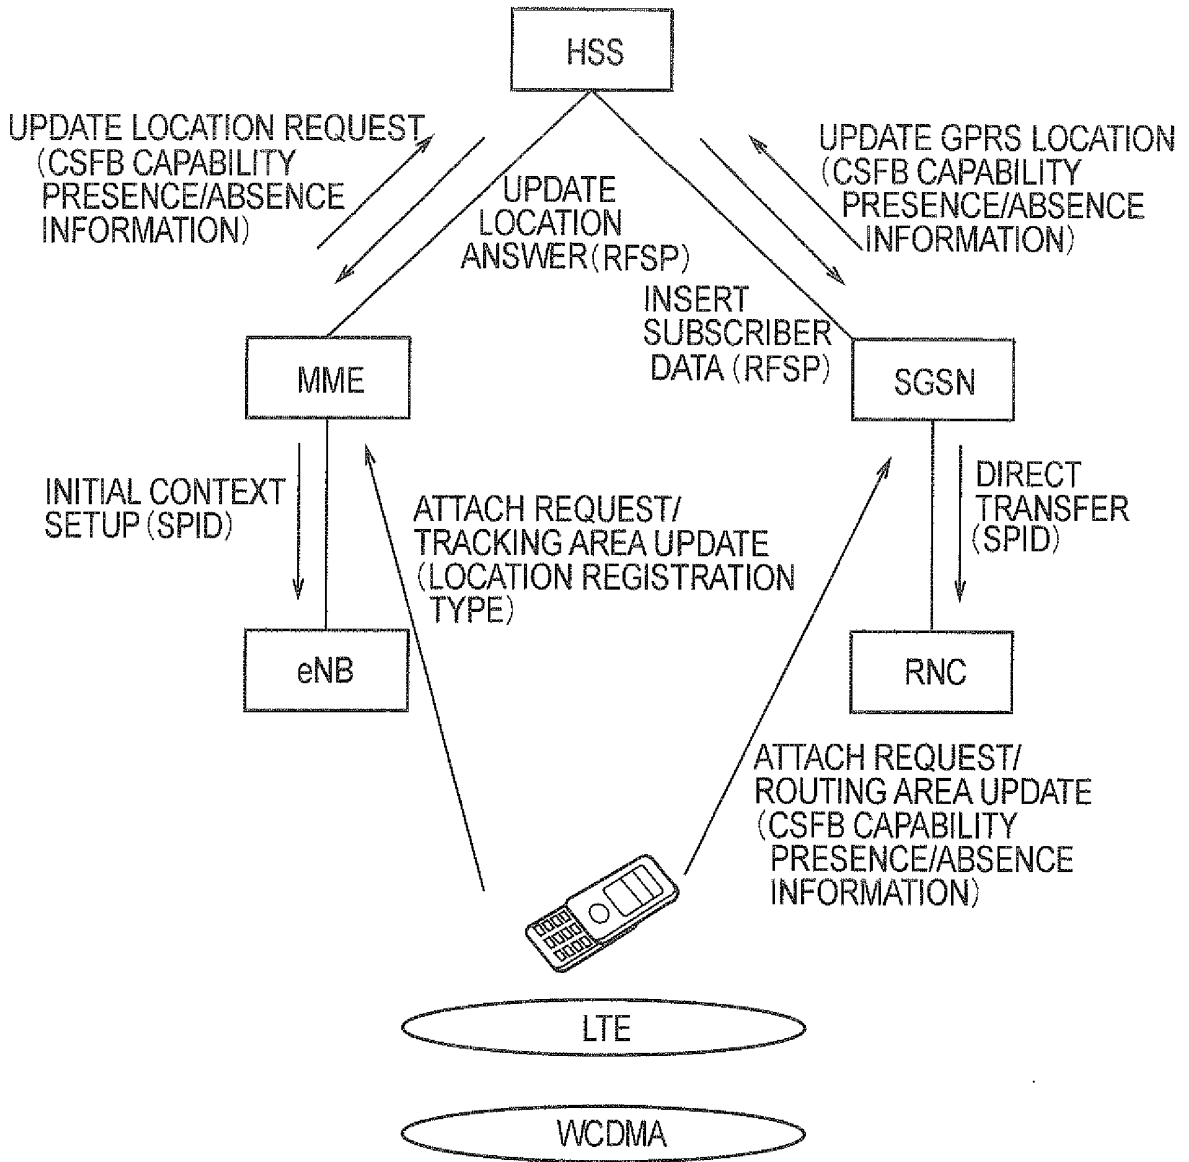 HSS
UPDATE LOCATION REQUEST
(CSFB CAPABILITY
PRESENCE/ABSENCE
INFORMATION)
UPDATE
LOCATION
ANSWER(RFSP)
UPDATE GPRS LOCATION
(CSFB CAPABILITY
PRESENCE/ABSENCE
INFORMATION)
INSERT
SUBSCRIBER
DATA (RFSP)
MME
SGSN
INITIAL CONTEXT
SETUP (SPID)
ATTACH REQUEST/
TRACKING AREA UPDATE
(LOCATION REGISTRATION
TYPE)
DIRECT
TRANSFER
(SPID)
eNB
RNC
ATTACH REQUEST/
ROUTING AREA UPDATE
(CSFB CAPABILITY
PRESENCE/ABSENCE
INFORMATION)
LTE
WCDMA